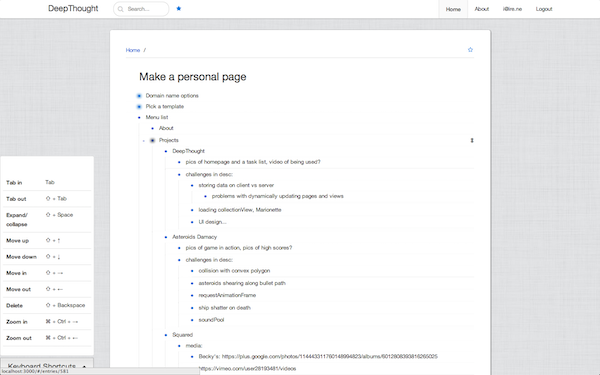 DeepThought
Search...
Home
About
i@ire.ne
Logout
Home /
Make a personal page
Domain name options
Pick a template
Menu list
About
Projects
DeepThought
pics of homepage and a task list, video of being used?
challenges in desc:
storing data on client vs server
problems with dynamically updating pages and views
loading collectionView, Marionette
UI design...
Asteroids Damacy
pics of game in action, pics of high scores?
challenges in desc:
collision with convex polygon
asteroids shearing along bullet path
requestAnimationFrame
ship shatter on death
soundPool
Squared
media:
Becky's: https://plus.google.com/photos/114443311760148994823/albums/6012808393816265025
https://vimeo.com/user28193481/videos
Tab in Tab
Tab out ⇧ + Tab
Expand/
collapse ⇧ + Space
Move up ⇧ + ↑
Move down ⇧ + ↓
Move in ⇧ + →
Move out ⇧ + ←
Delete ⇧ + Backspace
Zoom in ⌘ + Ctrl + →
Zoom out ⌘ + Ctrl + ←
Keyboard Shortcuts
localhost:3000/#/entries/581